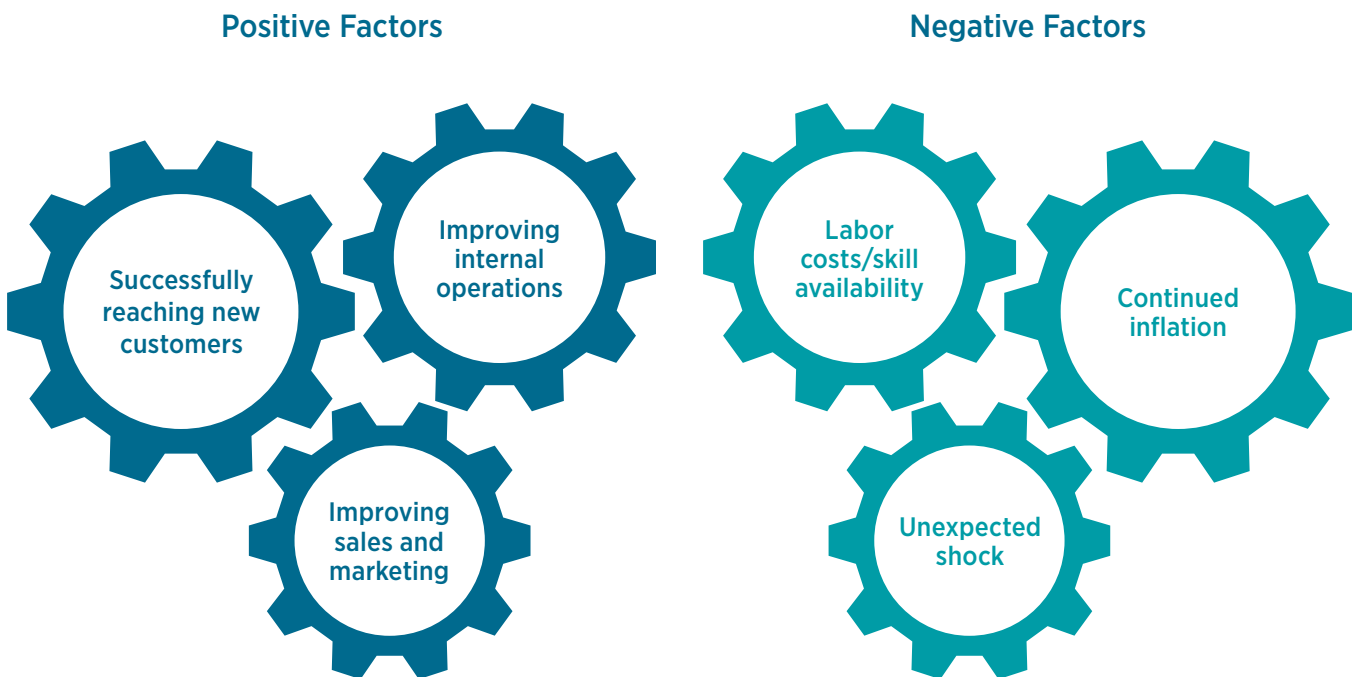 Positive Factors
Successfully
reaching new
customers
Improving
internal
operations
Improving
sales and
marketing
Negative Factors
Labor
costs/skill
availability
Continued
inflation
Unexpected
shock